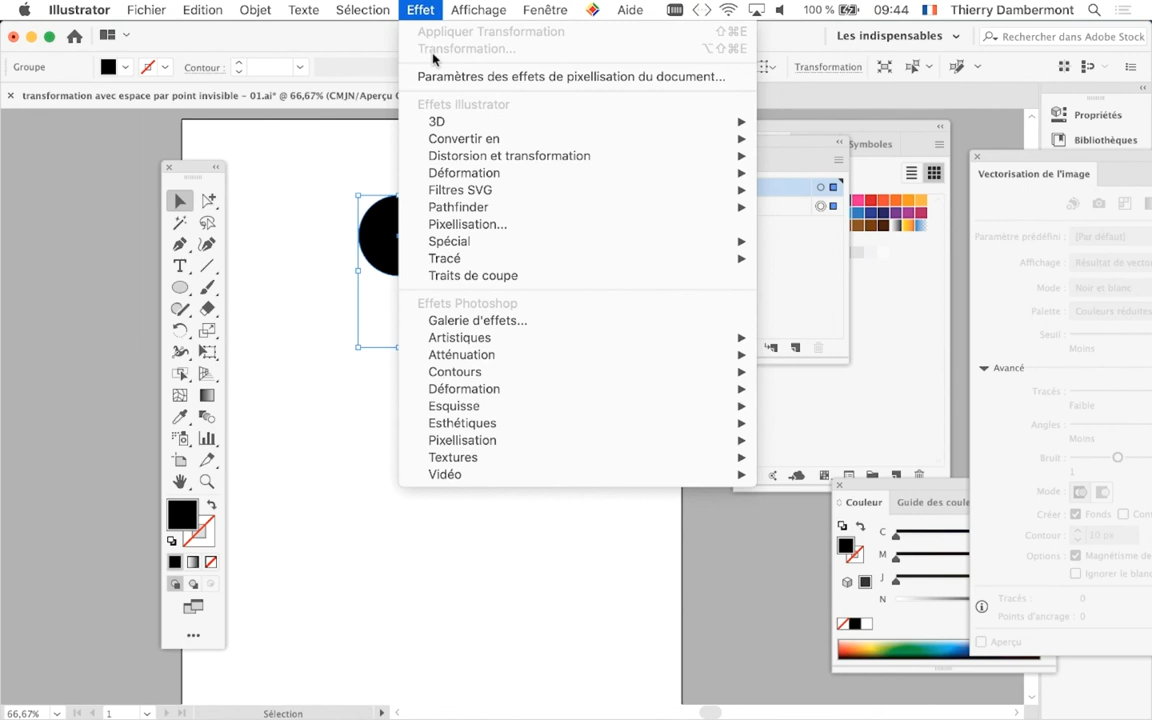 Illustrator Fichier Edition Objet Texte Sélection Effet Affichage Fenêtre Aide 100 % 09:44 Thierry Dambermont
Appliquer Transformation ⇧⌘E
Transformation... ⌥⇧⌘E
Les indispensables
Rechercher dans Adobe Stock
Groupe
Contour :
Transformation
Paramètres des effets de pixellisation du document...
× transformation avec espace par point invisible – 01.ai* @ 66,67% (CMJN/Aperçu
Effets Illustrator
3D
Convertir en
Distorsion et transformation
Déformation
Filtres SVG
Pathfinder
Pixellisation...
Spécial
Tracé
Traits de coupe
Effets Photoshop
Galerie d'effets...
Artistiques
Atténuation
Contours
Déformation
Esquisse
Esthétiques
Pixellisation
Textures
Vidéo
Symboles
Propriétés
Bibliothèques
Vectorisation de l'image
Paramètre prédéfini : [Par défaut]
Affichage : Résultat de vecto
Mode : Noir et blanc
Palette : Couleurs réduites
Seuil :
Moins
Avancé
Tracés :
Faible
Angles :
Moins
Bruit :
1
Mode :
Créer : Fonds Con
Contour : 10 px
Options : Magnétisme de
Ignorer le blanc
Tracés : 0
Points d'ancrage : 0
Aperçu
Couleur Guide des coule
C
M
J
N
66,67% 1 Sélection